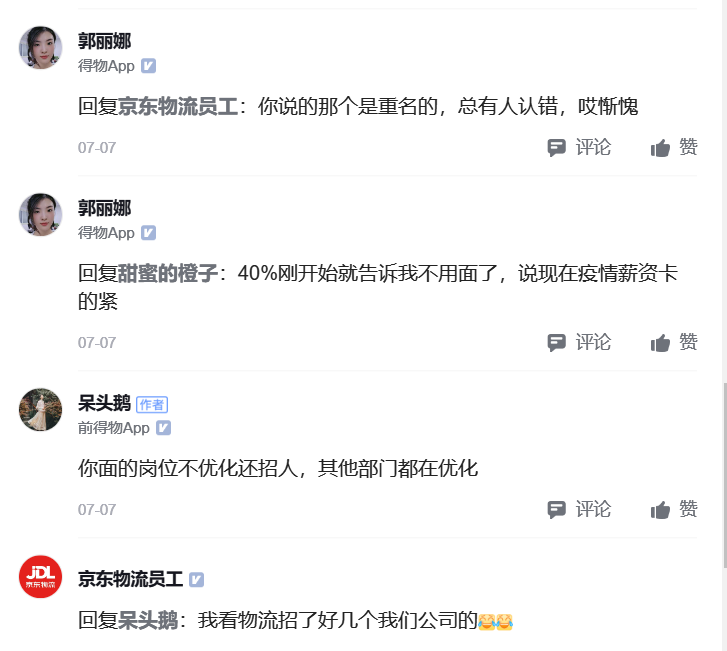 郭丽娜
得物App
回复京东物流员工：你说的那个是重名的，总有人认错，哎惭愧
07-07 评论 赞
郭丽娜
得物App
回复甜蜜的橙子：40%刚开始就告诉我不用面了，说现在疫情薪资卡
的紧
07-07 评论 赞
呆头鹅 作者
前得物App
你面的岗位不优化还招人，其他部门都在优化
07-07 评论 赞
JDL
京东物流
京东物流员工
回复呆头鹅：我看物流招了好几个我们公司的😂😂